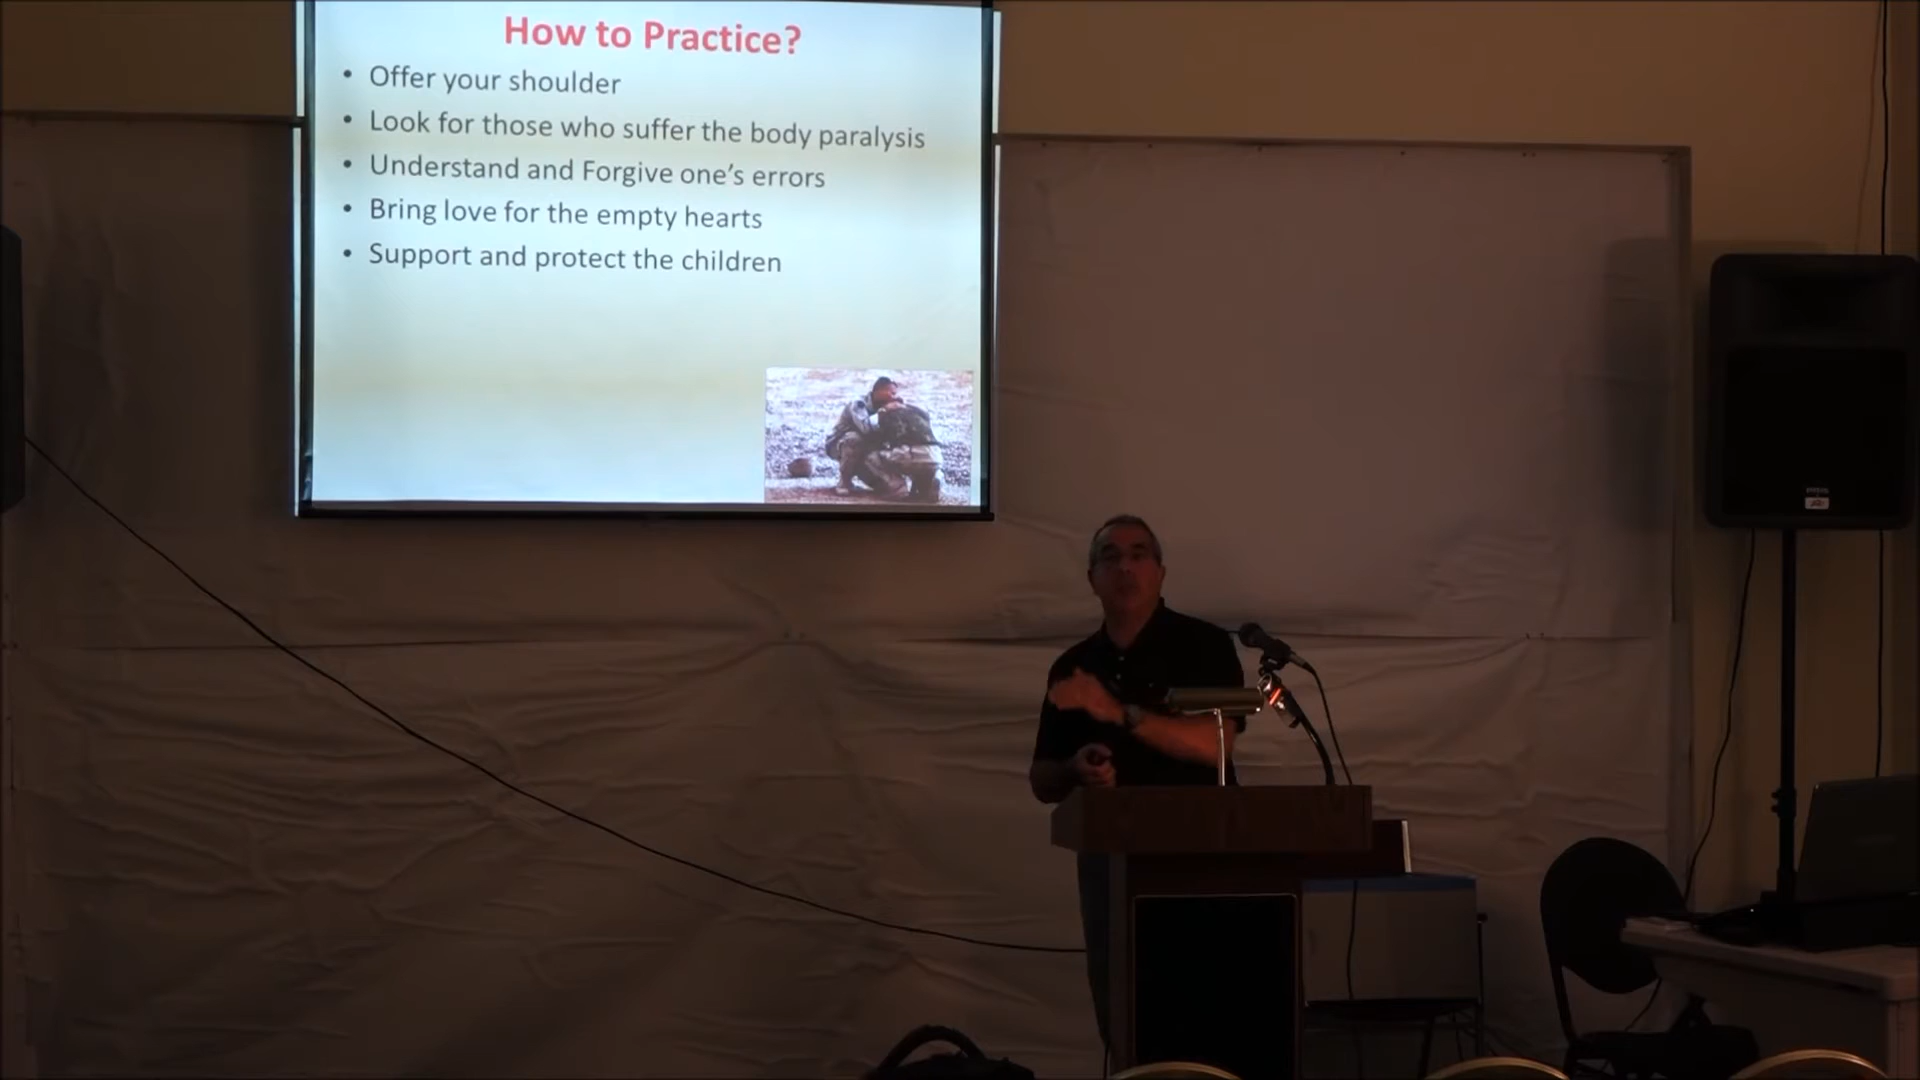 How to Practice?
• Offer your shoulder
• Look for those who suffer the body paralysis
• Understand and Forgive one's errors
• Bring love for the empty hearts
• Support and protect the children